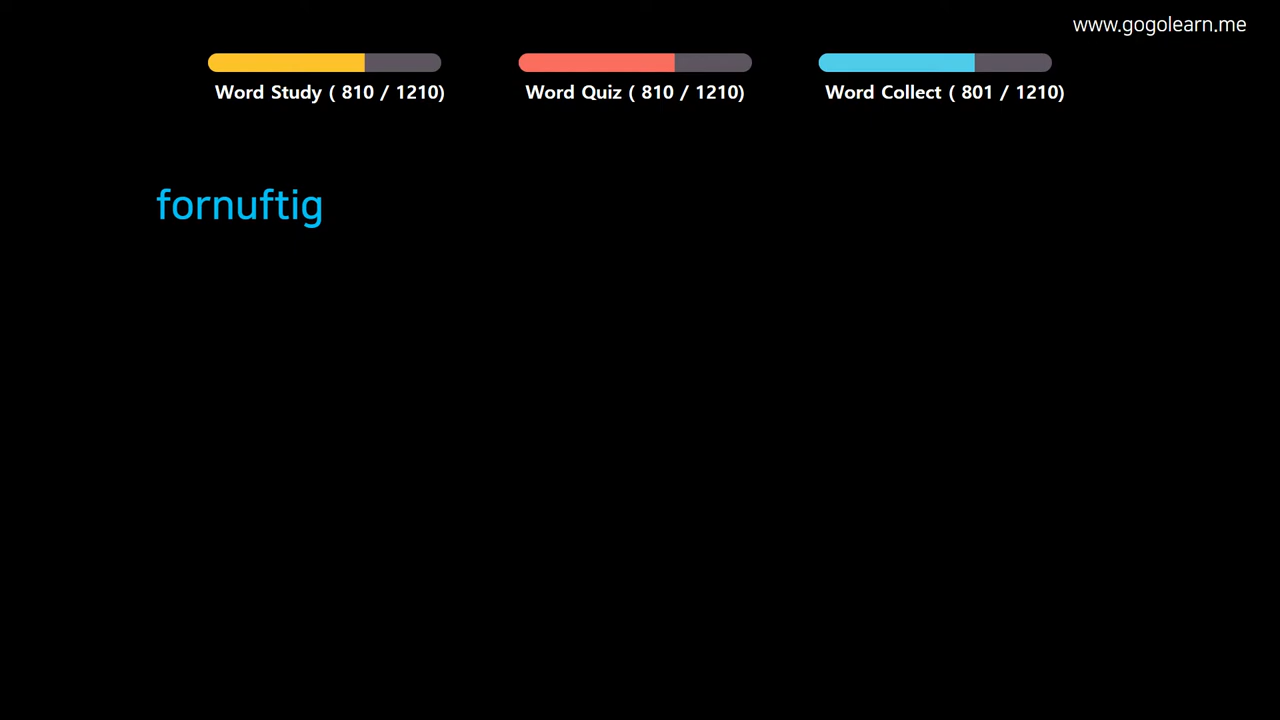 www.gogolearn.me
Word Study ( 810 / 1210)
Word Quiz ( 810 / 1210)
Word Collect ( 801 / 1210)
fornuftig